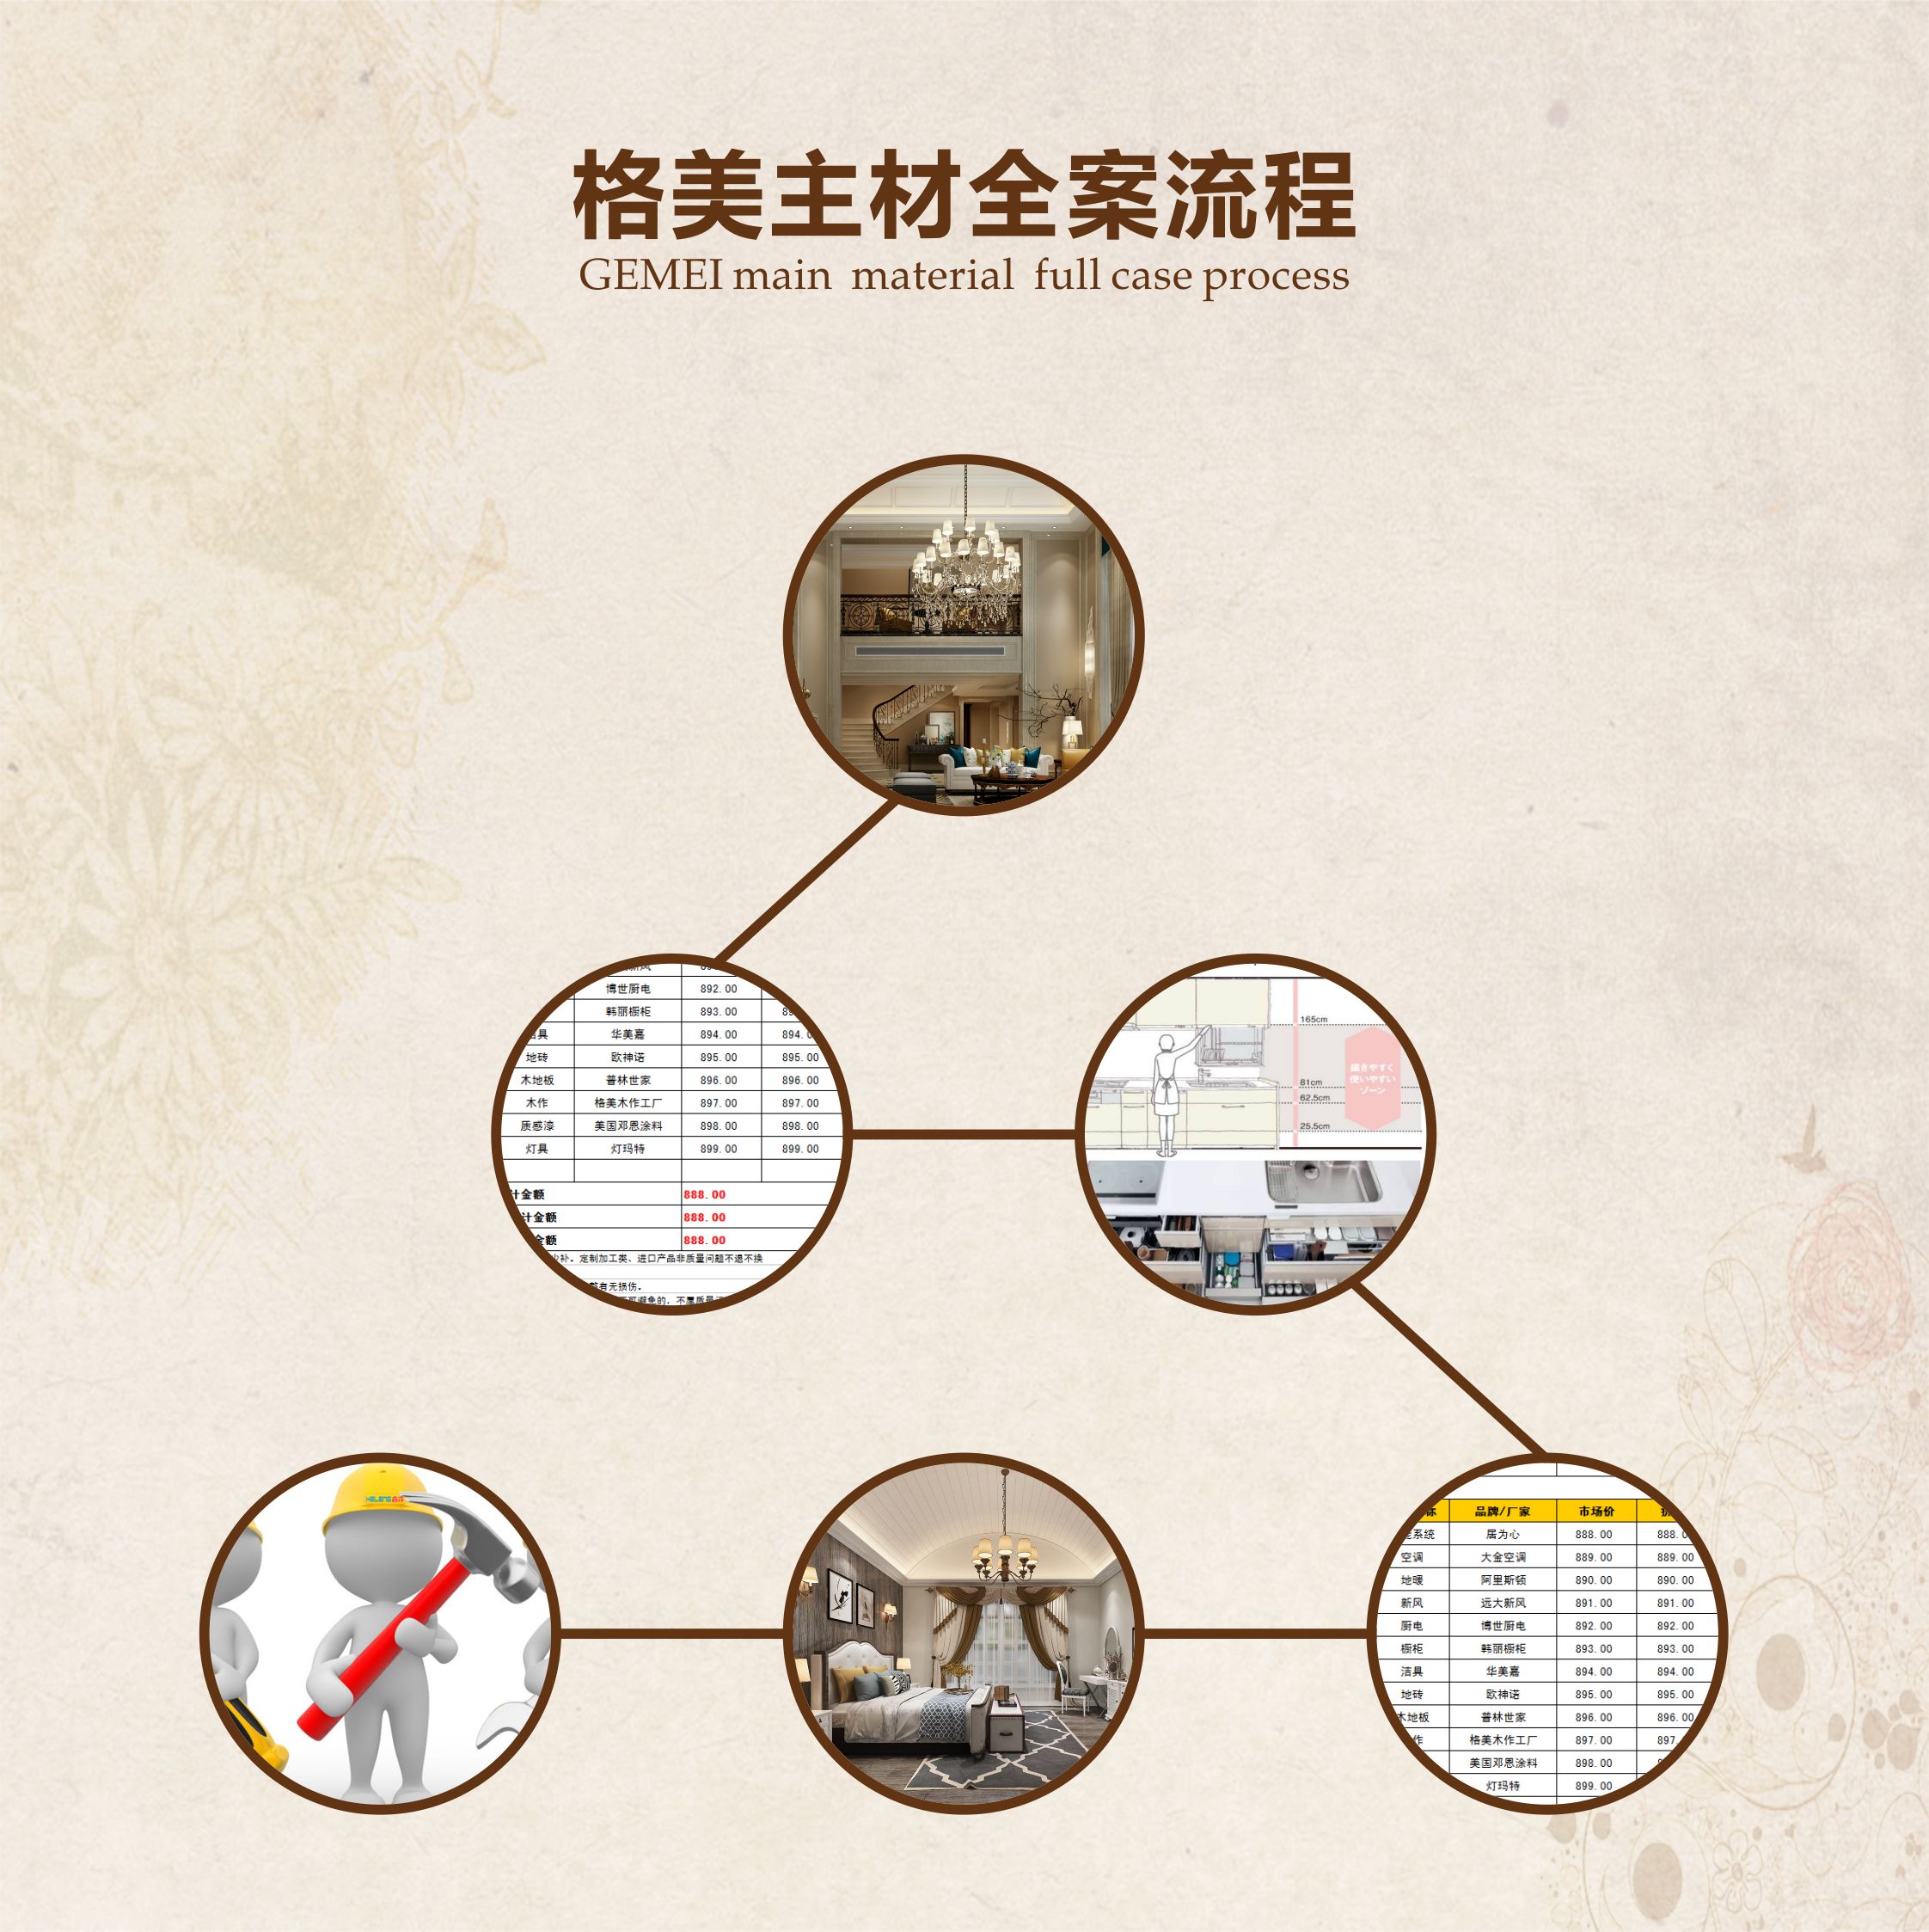 格美主材全案流程
GEMEI main material full case process
博世厨电 892.00
韩丽橱柜 893.00
华美嘉 894.00 894.
地砖 欧神诺 895.00 895.00
木地板 普林世家 896.00 896.00
木作 格美木作工厂 897.00 897.00
质感漆 美国邓恩涂料 898.00 898.00
灯具 灯玛特 899.00 899.00
计金额 888.00
计金额 888.00
金额 888.00
少补。定制加工类、进口产品非质量问题不退不换
有无损伤。
可避免的,不属质量
165cm
81cm
62.5cm
25.5cm
届きやすく
使いやすい
ゾーン
称 品牌/厂家 市场价
系统 居为心 888.00 888.
空调 大金空调 889.00 889.00
地暖 阿里斯顿 890.00 890.00
新风 远大新风 891.00 891.00
厨电 博世厨电 892.00 892.00
橱柜 韩丽橱柜 893.00 893.00
洁具 华美嘉 894.00 894.00
地砖 欧神诺 895.00 895.00
木地板 普林世家 896.00 896.00
作 格美木作工厂 897.00 897.
美国邓恩涂料 898.00
灯玛特 899.00